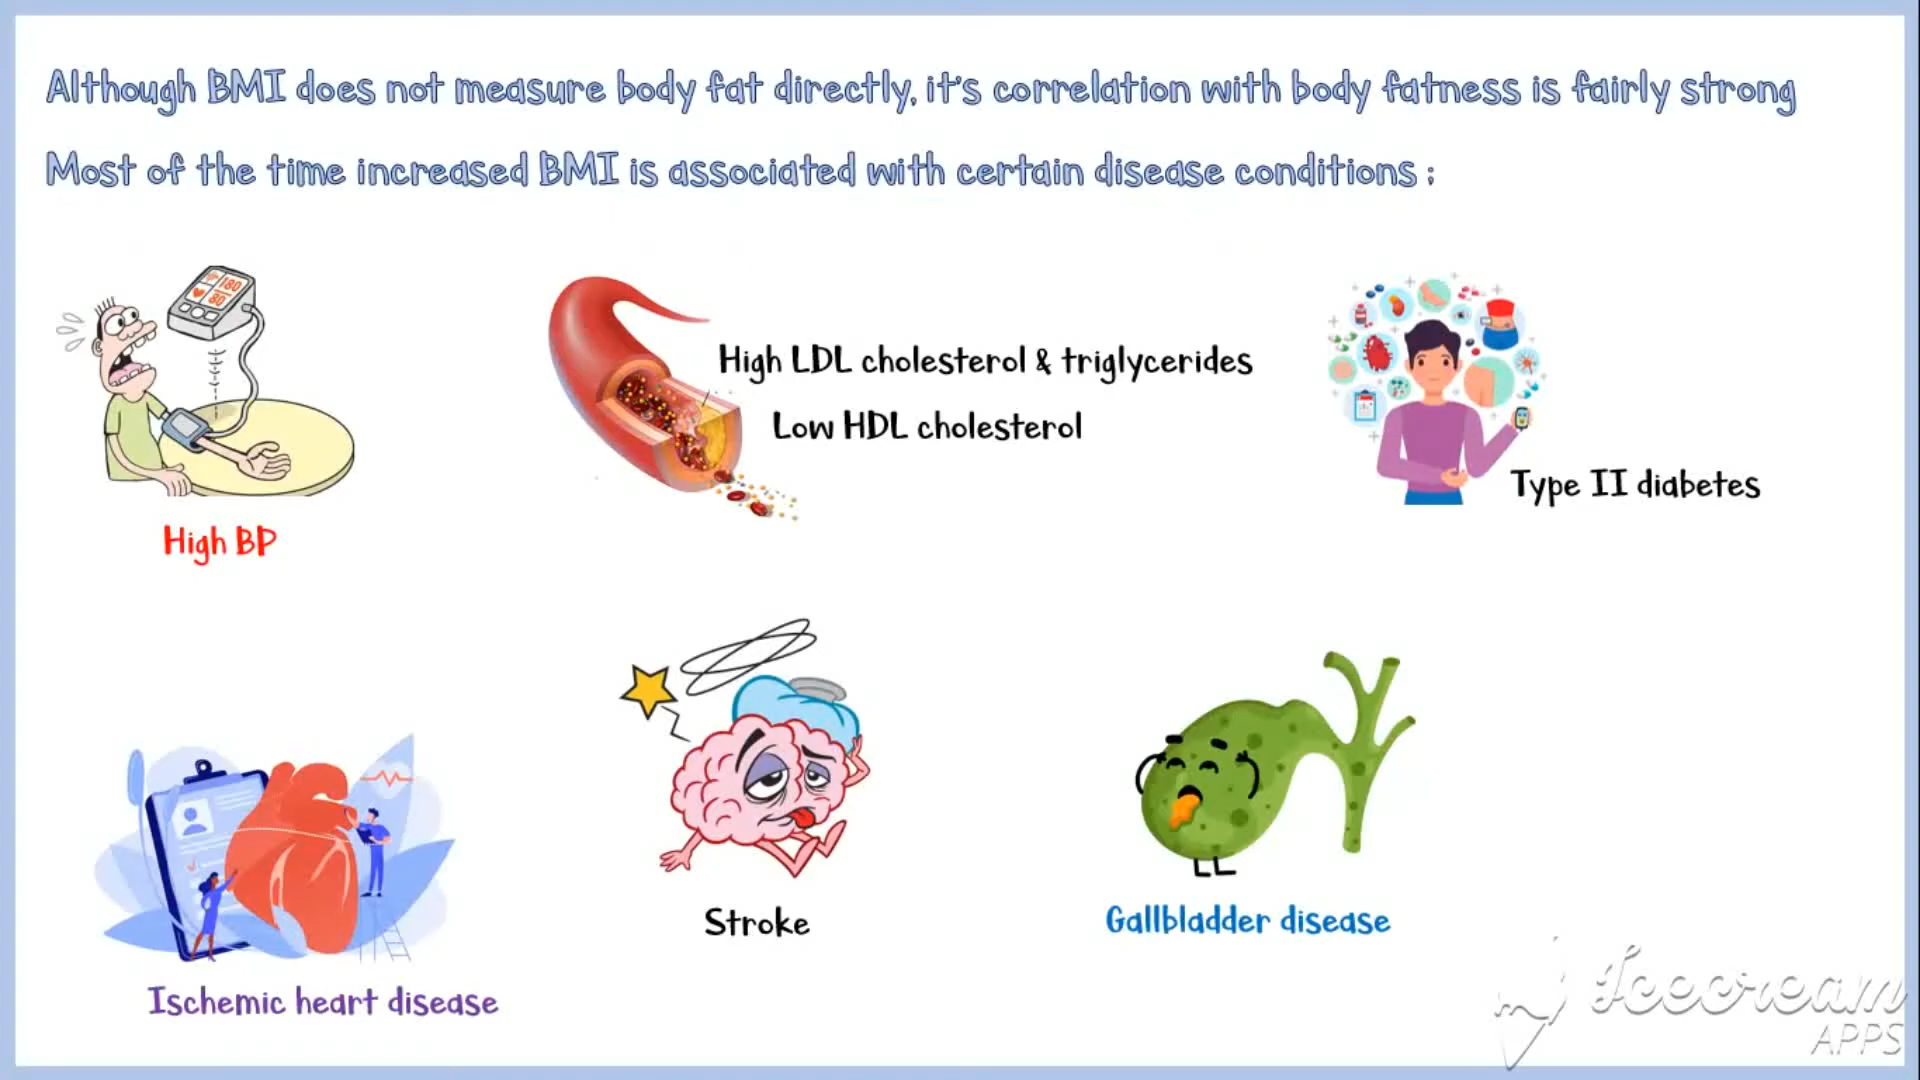 Although BMI does not measure body fat directly, it's correlation with body fatness is fairly strong
Most of the time increased BMI is associated with certain disease conditions ;
180
80
High LDL cholesterol & triglycerides
Low HDL cholesterol
Type II diabetes
High BP
Stroke
Gallbladder disease
Ischemic heart disease
Icecream
APPS